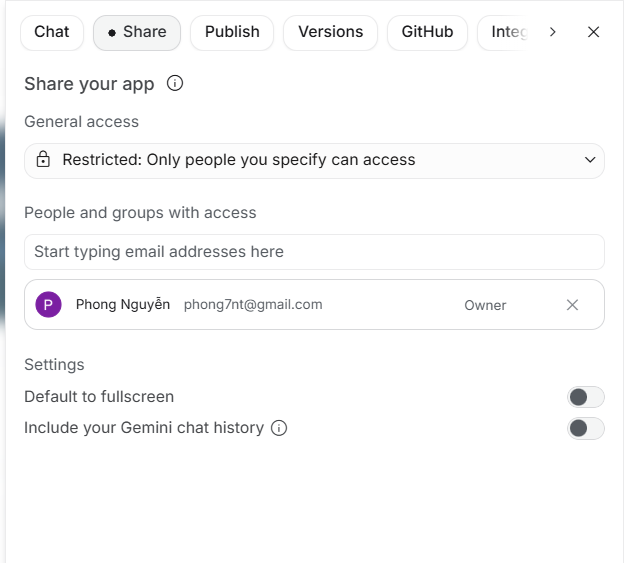 Chat Share Publish Versions GitHub Integ
Share your app
General access
Restricted: Only people you specify can access
People and groups with access
Start typing email addresses here
P Phong Nguyễn phong7nt@gmail.com Owner
Settings
Default to fullscreen
Include your Gemini chat history